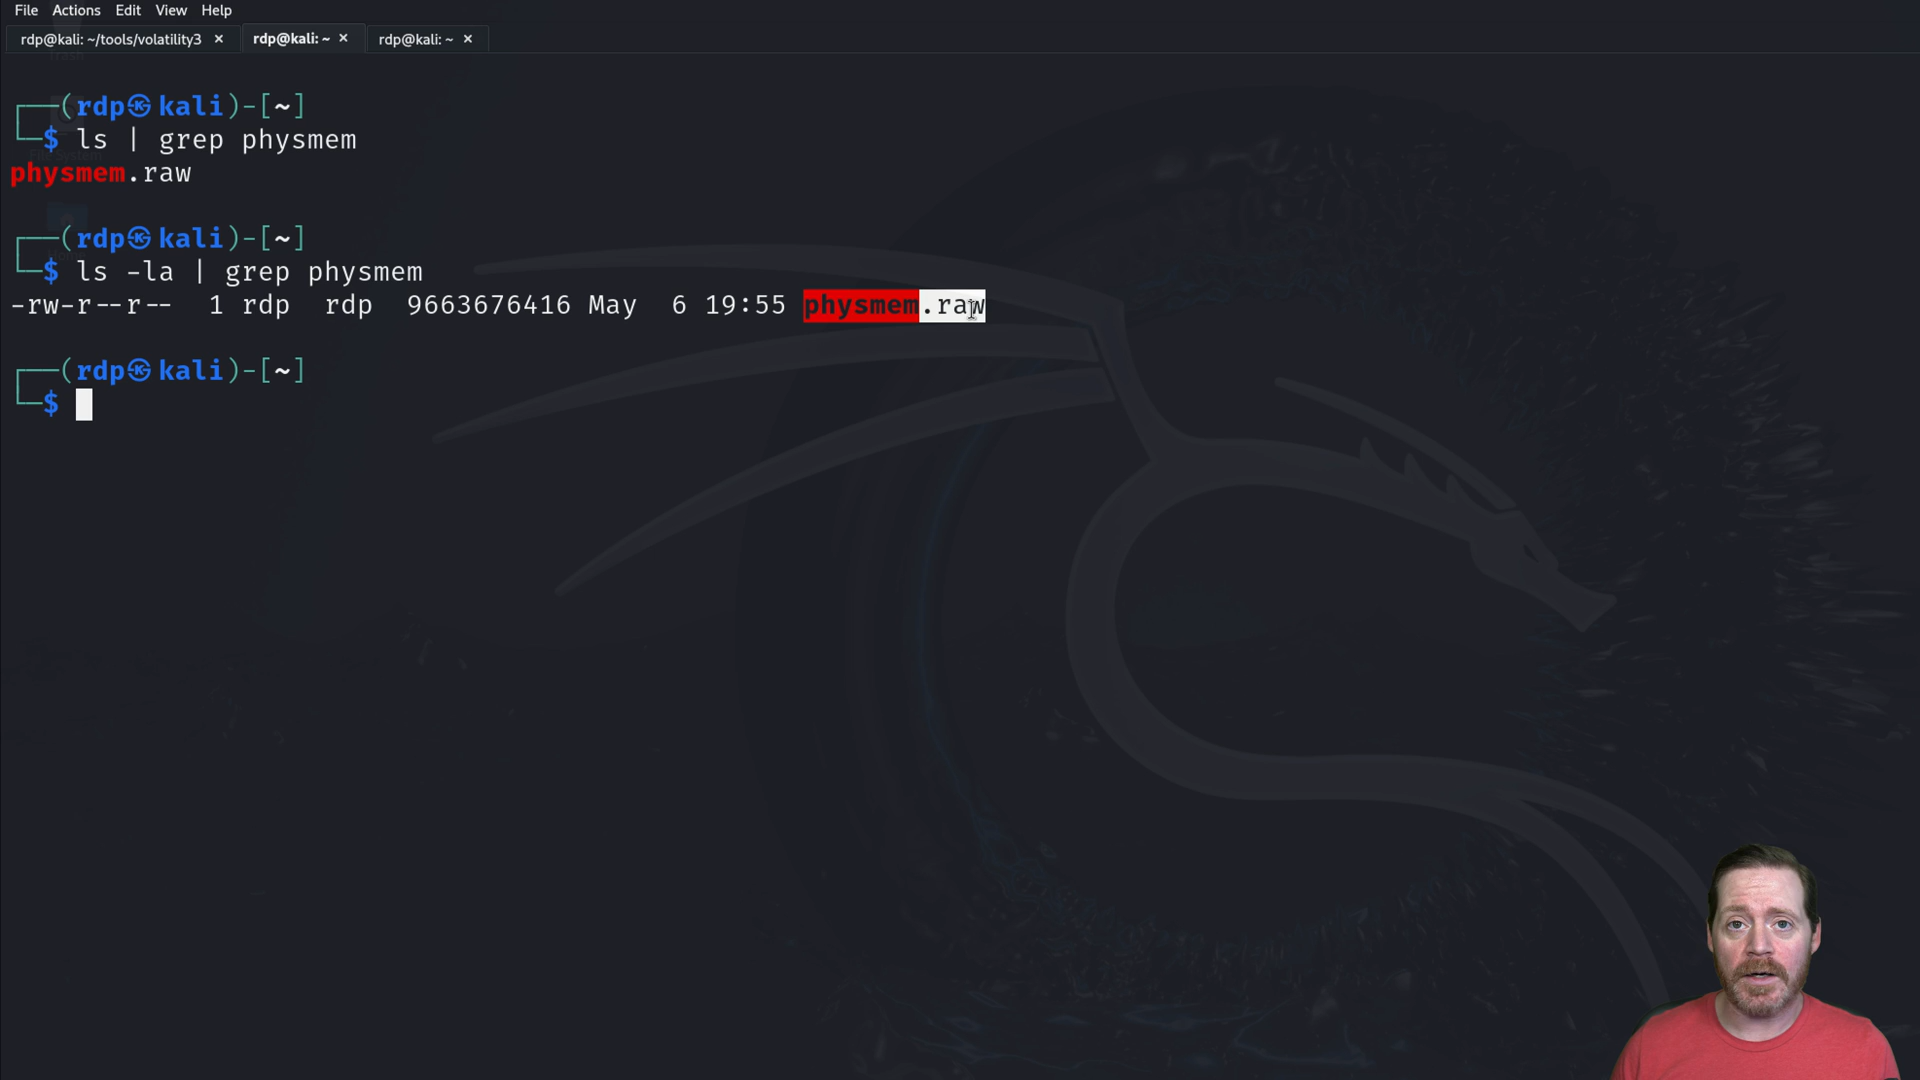 File Actions Edit View Help
rdp@kali: ~/tools/volatility3 × rdp@kali: ~ × rdp@kali: ~ ×
┌──(rdp㉿kali)-[~]
└─$ ls | grep physmem
physmem.raw
┌──(rdp㉿kali)-[~]
└─$ ls -la | grep physmem
-rw-r--r-- 1 rdp rdp 9663676416 May 6 19:55 physmem.raw
┌──(rdp㉿kali)-[~]
└─$